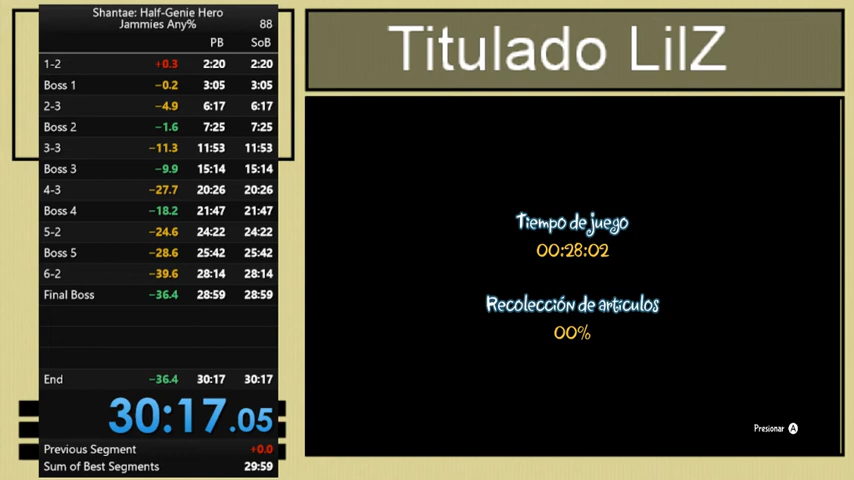 Shantae: Half-Genie Hero
Jammies Any% 88
PB SoB
1-2 +0.3 2:20 2:20
Boss 1 −0.2 3:05 3:05
2-3 −4.9 6:17 6:17
Boss 2 −1.6 7:25 7:25
3-3 −11.3 11:53 11:53
Boss 3 −9.9 15:14 15:14
4-3 −27.7 20:26 20:26
Boss 4 −18.2 21:47 21:47
5-2 −24.6 24:22 24:22
Boss 5 −28.6 25:42 25:42
6-2 −39.6 28:14 28:14
Final Boss −36.4 28:59 28:59
End −36.4 30:17 30:17
30:17.05
Previous Segment +0.0
Sum of Best Segments 29:59
Titulado LilZ
Tiempo de juego
00:28:02
Recolección de artículos
00%
Presionar A